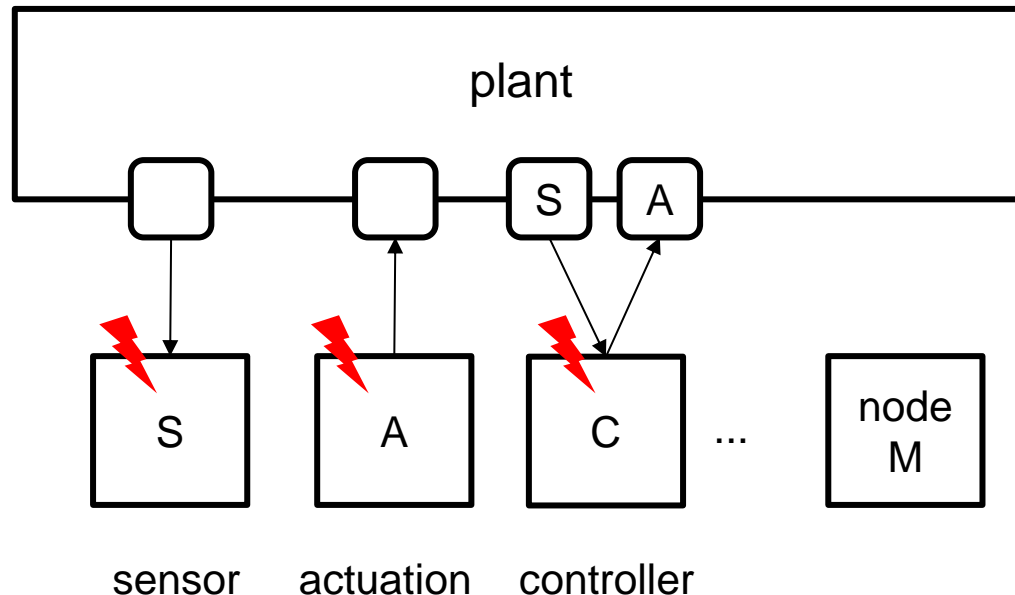 plant
S
A
S
A
C
...
node
M
sensor
actuation
controller